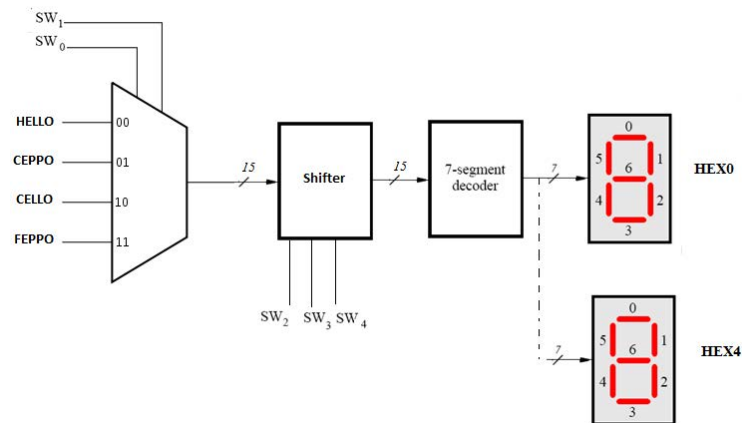 SW1
SW0
HELLO
00
CEPPO
01
CELLO
10
FEPPO
11
15
Shifter
SW2 SW3 SW4
15
7-segment
decoder
7
0
5 1
6
4 2
3
HEX0
7
0
5 1
6
4 2
3
HEX4